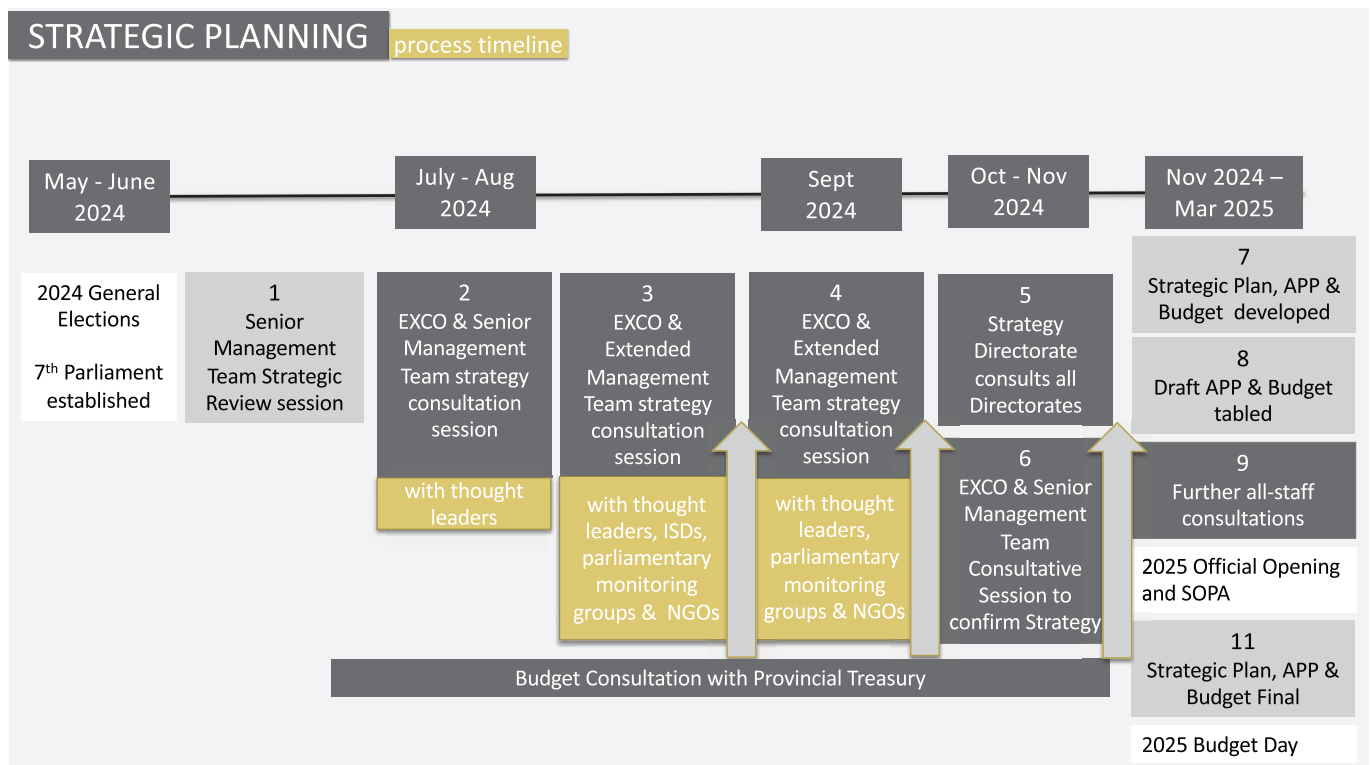 STRATEGIC PLANNING
process timeline
May - June
2024
July - Aug
2024
Sept
2024
Oct - Nov
2024
Nov 2024 –
Mar 2025
2024 General
Elections
7th Parliament
established
1
Senior
Management
Team Strategic
Review session
2
EXCO & Senior
Management
Team strategy
consultation
session
with thought
leaders
3
EXCO &
Extended
Management
Team strategy
consultation
session
with thought
leaders, ISDs,
parliamentary
monitoring
groups & NGOs
4
EXCO &
Extended
Management
Team strategy
consultation
session
with thought
leaders,
parliamentary
monitoring
groups & NGOs
5
Strategy
Directorate
consults all
Directorates
6
EXCO & Senior
Management
Team
Consultative
Session to
confirm Strategy
7
Strategic Plan, APP &
Budget developed
8
Draft APP & Budget
tabled
9
Further all-staff
consultations
2025 Official Opening
and SOPA
11
Strategic Plan, APP &
Budget Final
2025 Budget Day
Budget Consultation with Provincial Treasury